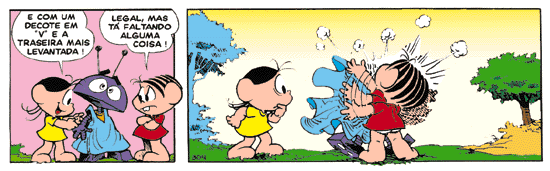 E COM UM
DECOTE EM
"V" E A
TRASEIRA MAIS
LEVANTADA!
LEGAL, MAS
TÁ FALTANDO
ALGUMA
COISA!